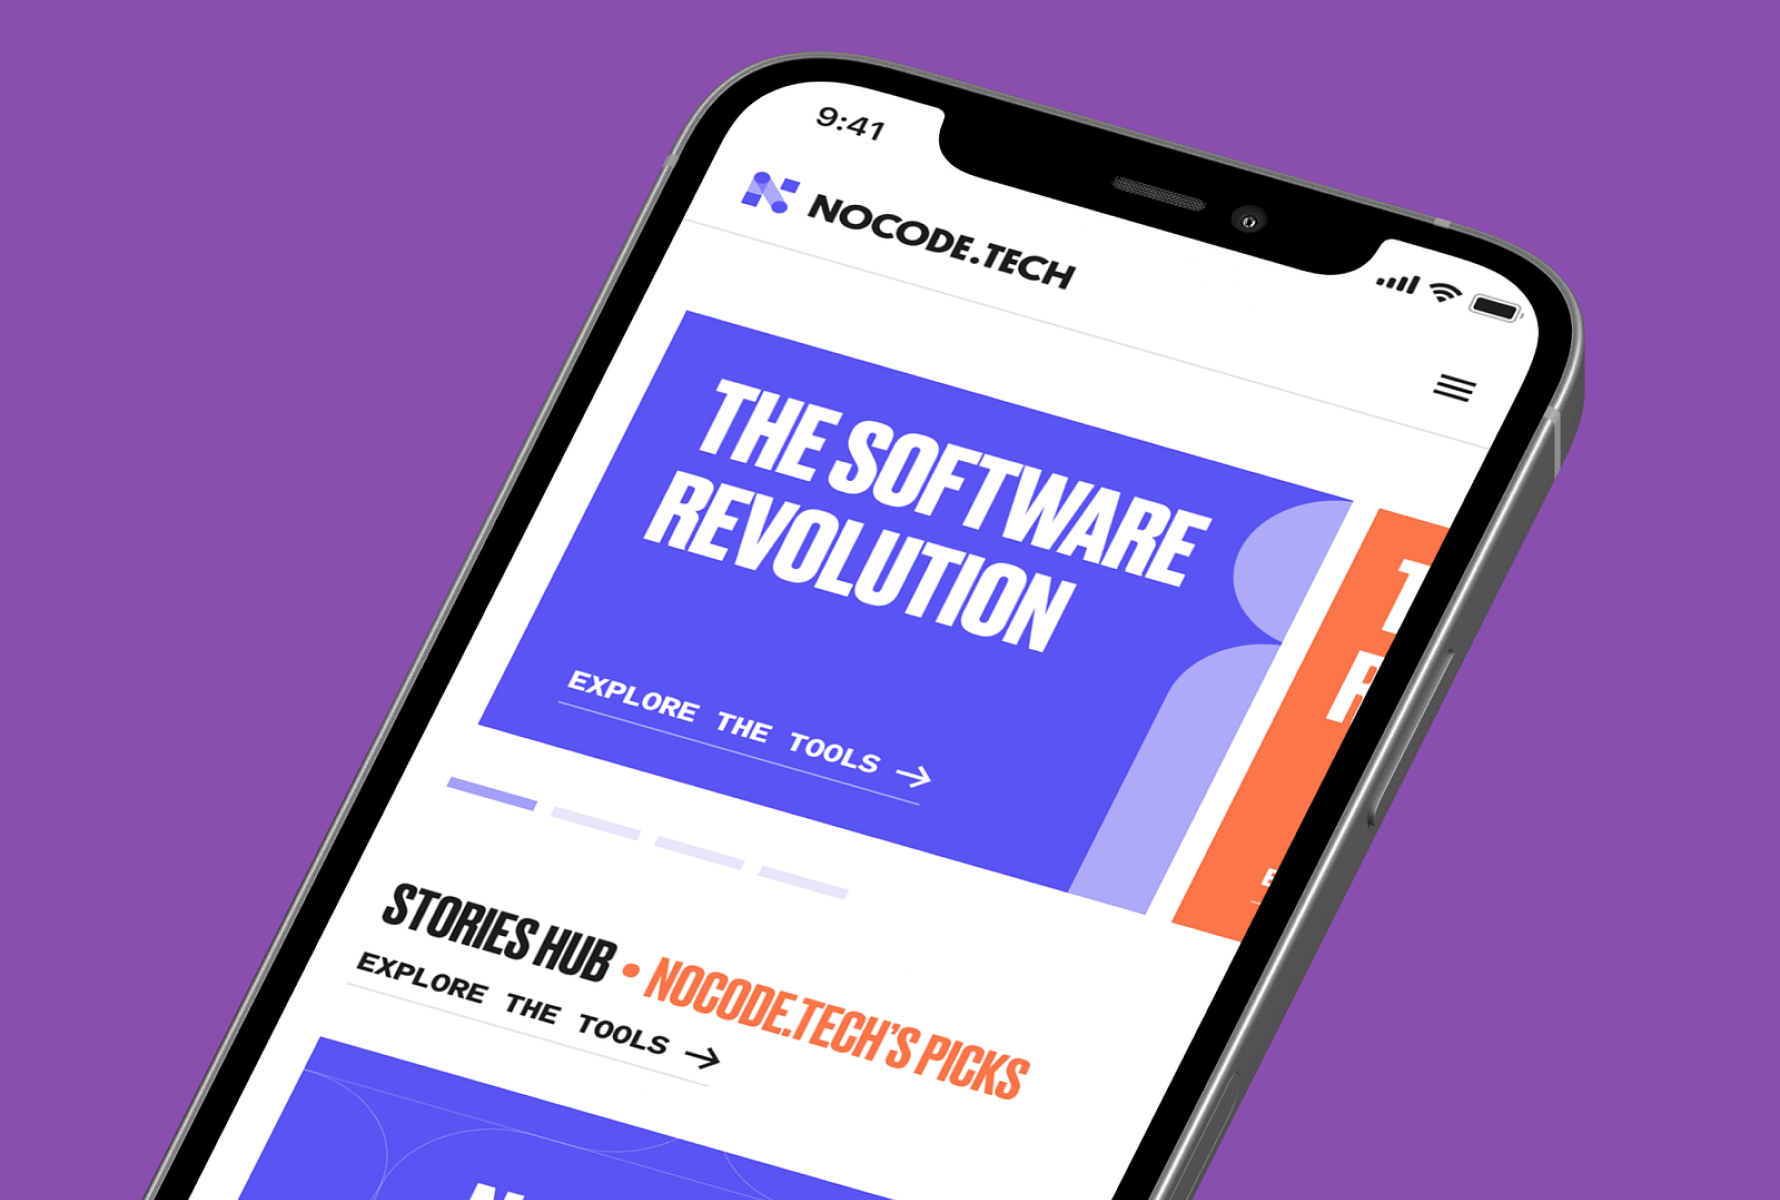 9:41
NOCODE.TECH
THE SOFTWARE
REVOLUTION
EXPLORE THE TOOLS →
STORIES HUB • NOCODE.TECH'S PICKS
EXPLORE THE TOOLS →